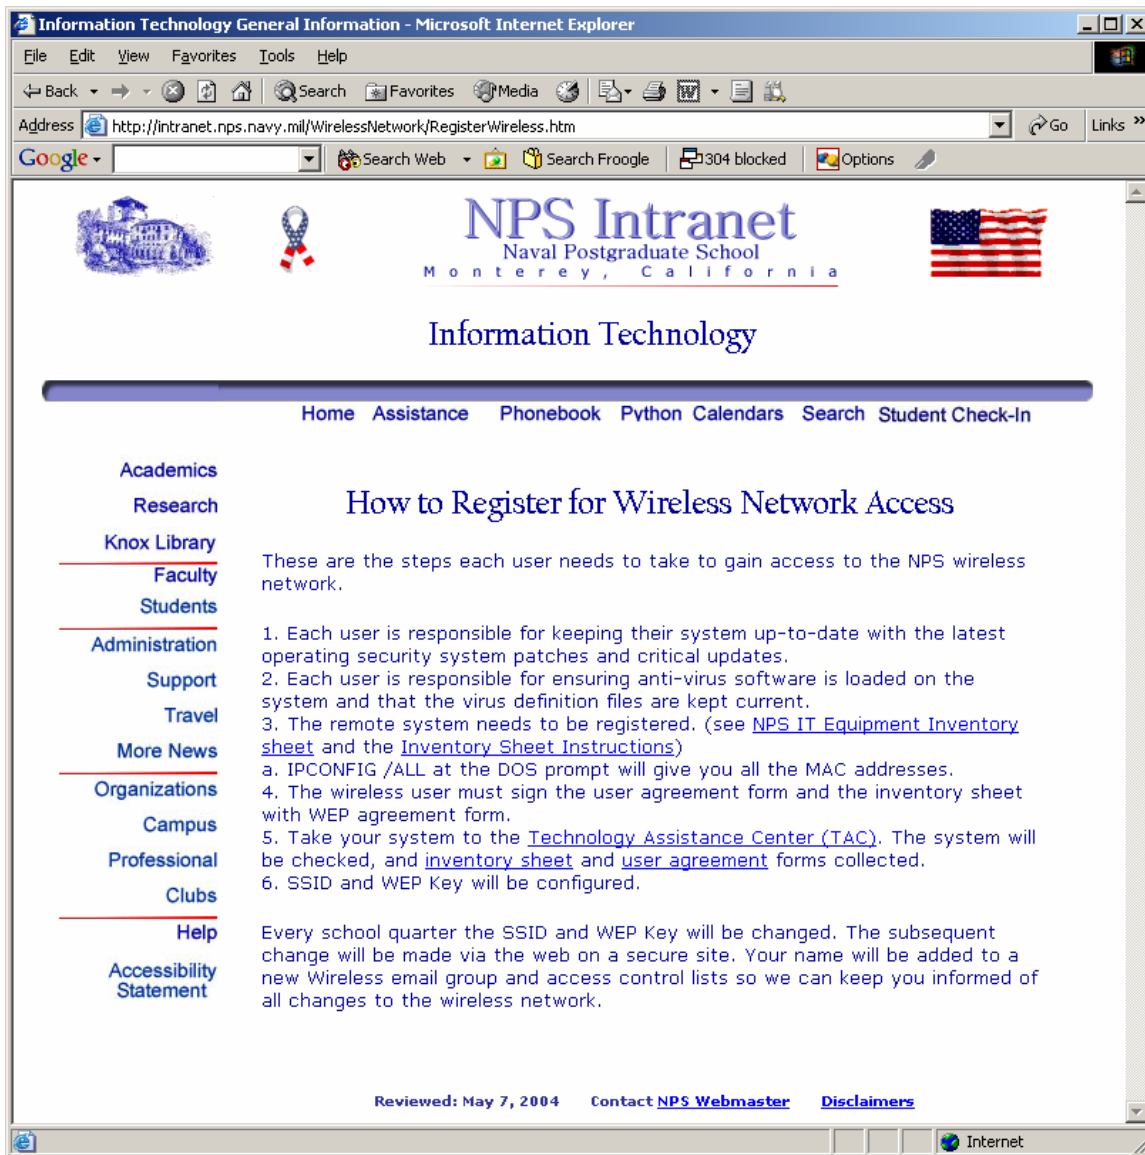 Information Technology General Information - Microsoft Internet Explorer
File Edit View Favorites Tools Help
Back Search Favorites Media
Address http://intranet.nps.navy.mil/WirelessNetwork/RegisterWireless.htm Go Links »
Google Search Web Search Froogle 304 blocked Options
NPS Intranet
Naval Postgraduate School
Monterey, California
Information Technology
Home Assistance Phonebook Python Calendars Search Student Check-In
Academics
Research
Knox Library
Faculty
Students
Administration
Support
Travel
More News
Organizations
Campus
Professional
Clubs
Help
Accessibility
Statement
How to Register for Wireless Network Access
These are the steps each user needs to take to gain access to the NPS wireless
network.
1. Each user is responsible for keeping their system up-to-date with the latest
operating security system patches and critical updates.
2. Each user is responsible for ensuring anti-virus software is loaded on the
system and that the virus definition files are kept current.
3. The remote system needs to be registered. (see NPS IT Equipment Inventory
sheet and the Inventory Sheet Instructions)
a. IPCONFIG /ALL at the DOS prompt will give you all the MAC addresses.
4. The wireless user must sign the user agreement form and the inventory sheet
with WEP agreement form.
5. Take your system to the Technology Assistance Center (TAC). The system will
be checked, and inventory sheet and user agreement forms collected.
6. SSID and WEP Key will be configured.
Every school quarter the SSID and WEP Key will be changed. The subsequent
change will be made via the web on a secure site. Your name will be added to a
new Wireless email group and access control lists so we can keep you informed of
all changes to the wireless network.
Reviewed: May 7, 2004 Contact NPS Webmaster Disclaimers
Internet